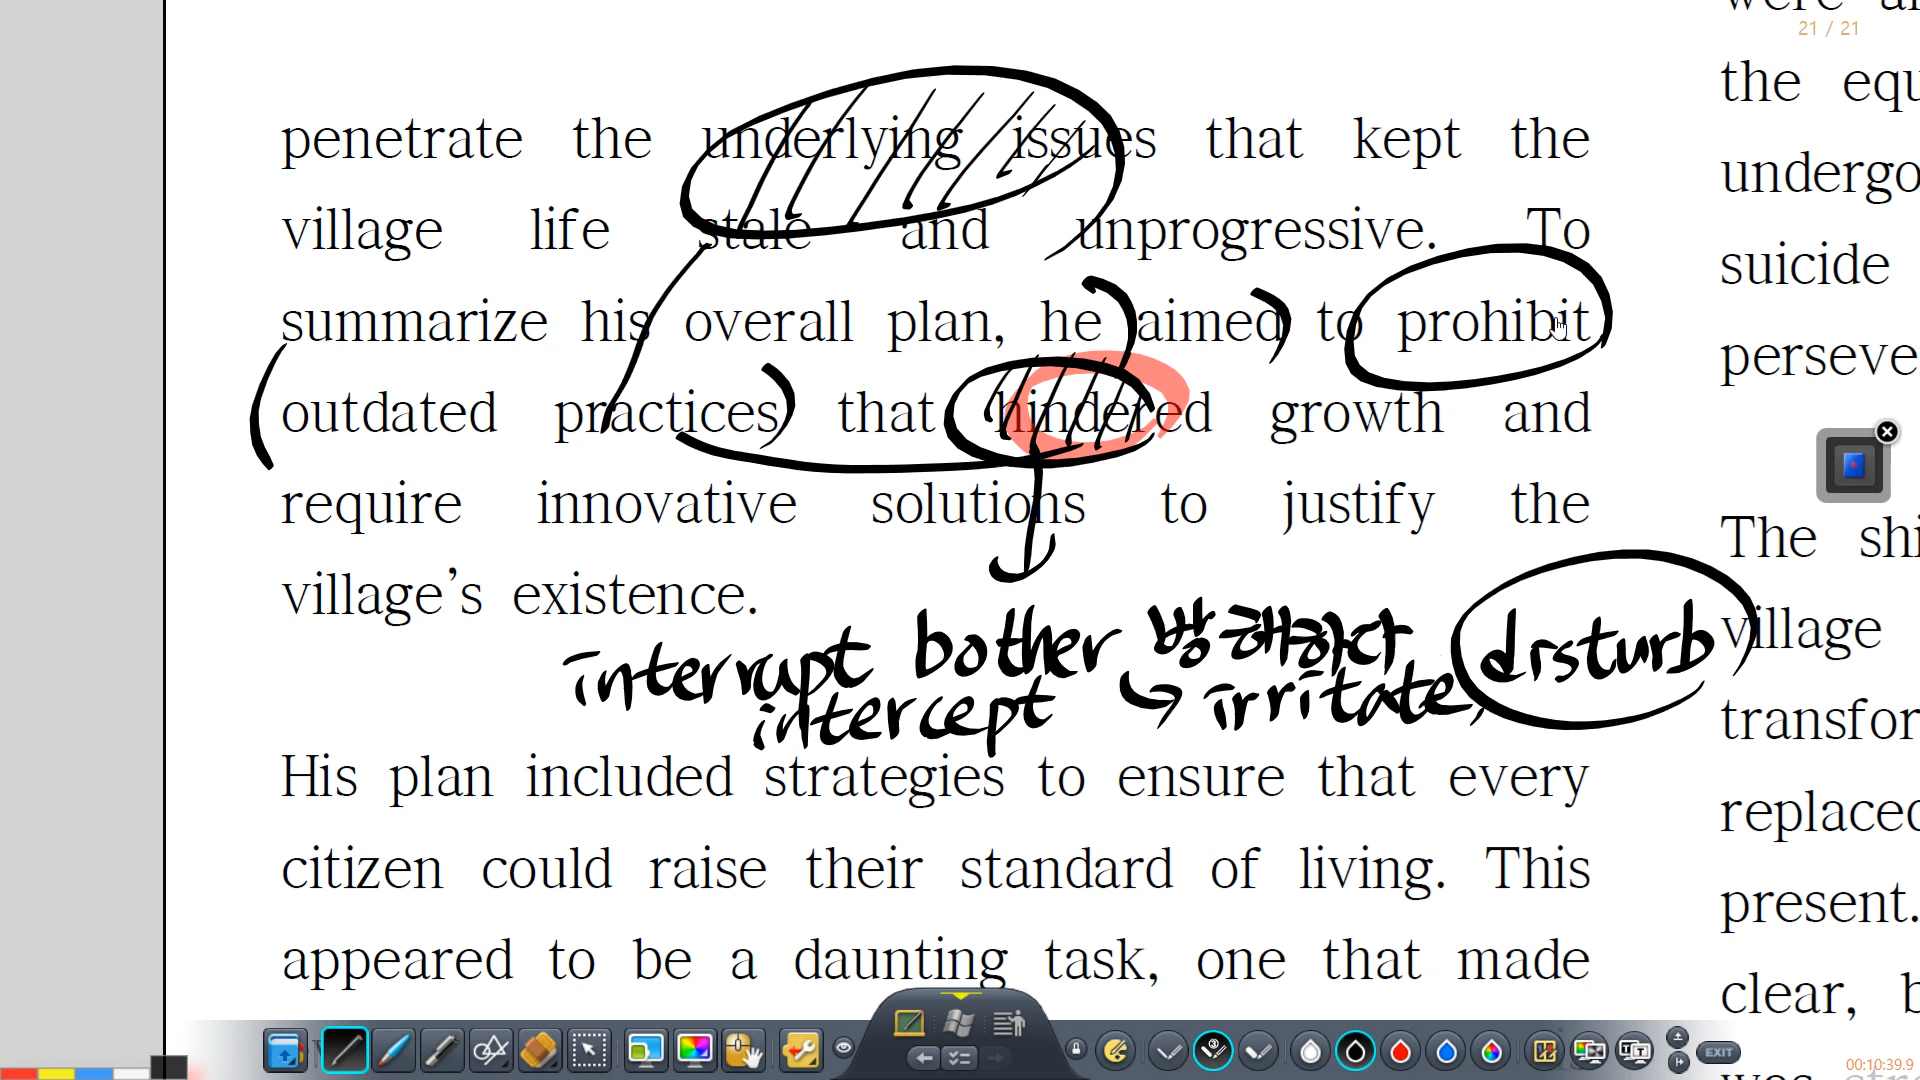 were
21 / 21
penetrate the underlying issues that kept the
village life stale and unprogressive. To
summarize his overall plan, he aimed to prohibit
outdated practices that hindered growth and
require innovative solutions to justify the
village's existence.
interrupt bother 방해하다 disturb
intercept irritate,
His plan included strategies to ensure that every
citizen could raise their standard of living. This
appeared to be a daunting task, one that made
the equ
undergo
suicide
perseve
The shi
village
transfor
replaced
present.
clear, b
was
EXIT
00:10:39.9